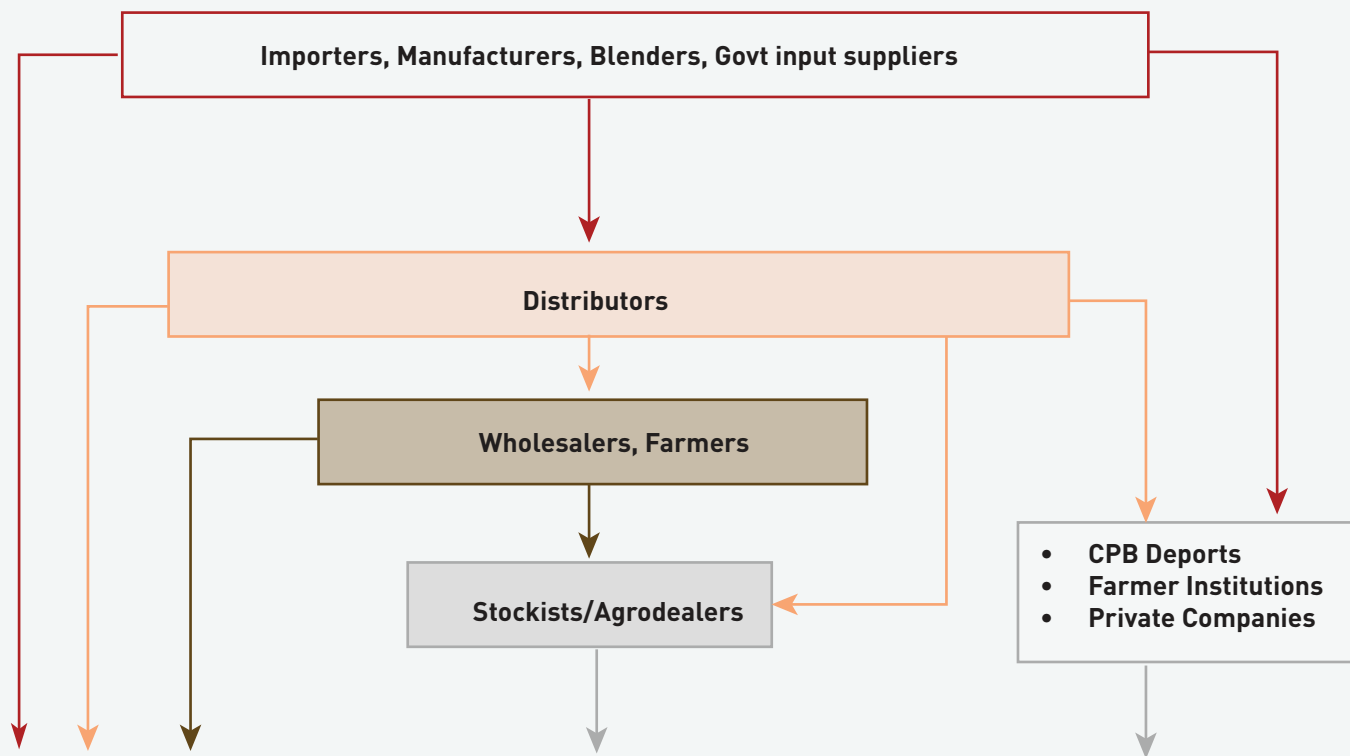 Importers, Manufacturers, Blenders, Govt input suppliers
Distributors
Wholesalers, Farmers
Stockists/Agrodealers
• CPB Deports
• Farmer Institutions
• Private Companies